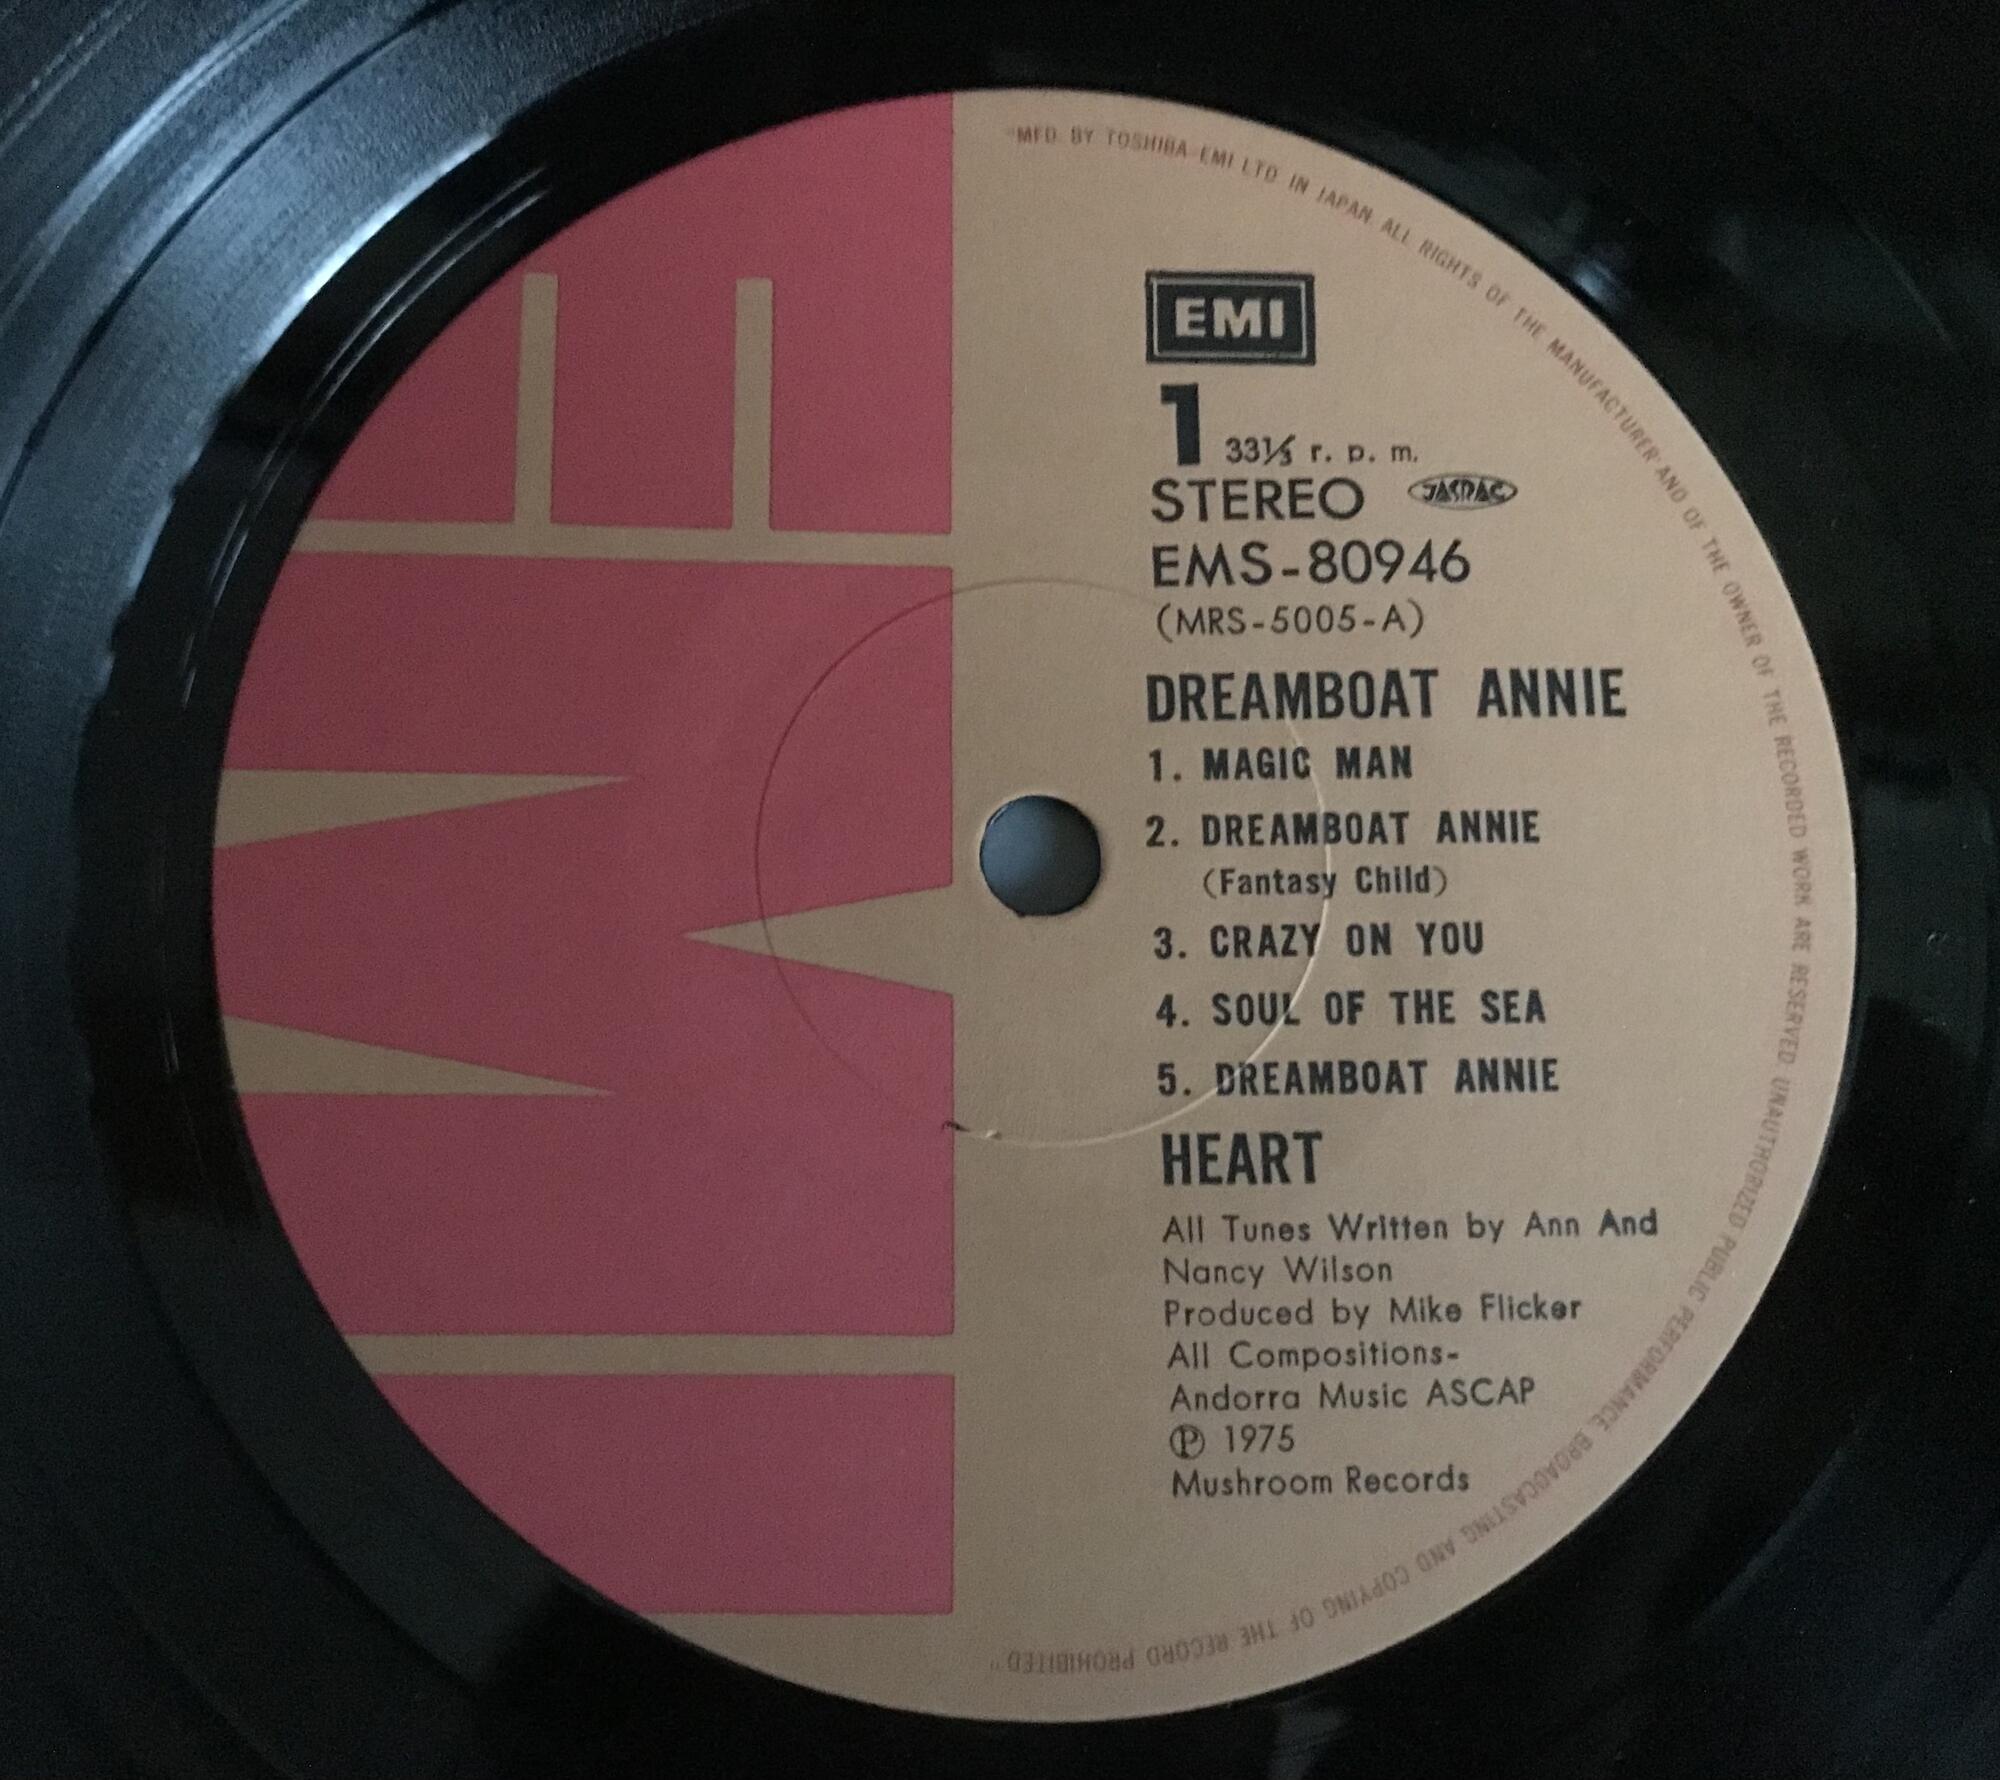 "MFD. BY TOSHIBA-EMI LTD IN JAPAN. ALL RIGHTS OF THE MANUFACTURER AND OF THE OWNER OF THE RECORDED WORK ARE RESERVED. UNAUTHORIZED PUBLIC PERFORMANCE, BROADCASTING AND COPYING OF THE RECORD PROHIBITED"
EMI
1 33⅓ r. p. m.
STEREO JASRAC
EMS-80946
(MRS-5005-A)
DREAMBOAT ANNIE
1. MAGIC MAN
2. DREAMBOAT ANNIE
(Fantasy Child)
3. CRAZY ON YOU
4. SOUL OF THE SEA
5. DREAMBOAT ANNIE
HEART
All Tunes Written by Ann And
Nancy Wilson
Produced by Mike Flicker
All Compositions-
Andorra Music ASCAP
℗ 1975
Mushroom Records